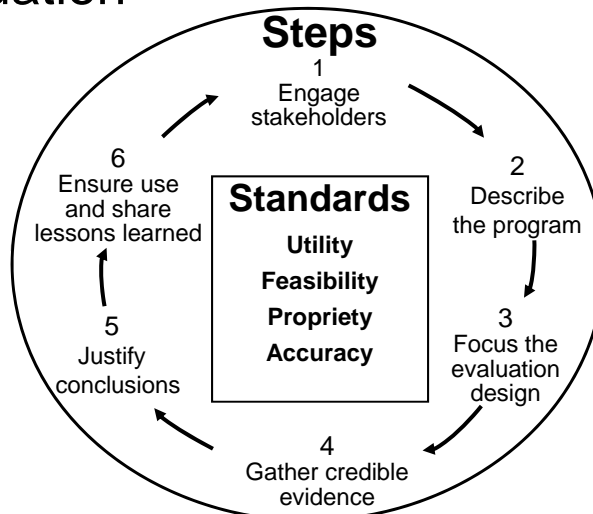 Steps
1
Engage
stakeholders
2
Describe
the program
3
Focus the
evaluation
design
4
Gather credible
evidence
5
Justify
conclusions
6
Ensure use
and share
lessons learned
Standards
Utility
Feasibility
Propriety
Accuracy